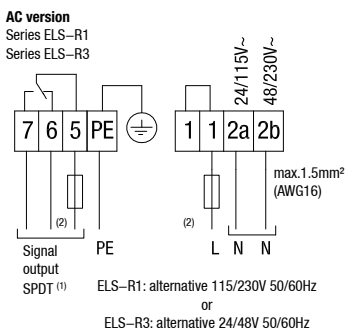 AC version
Series ELS–R1
Series ELS–R3
24/115V~
48/230V~
7 6 5 PE
1 1 2a 2b
max.1.5mm²
(AWG16)
(2)
(2)
Signal
output
SPDT (1)
PE
L N N
ELS–R1: alternative 115/230V 50/60Hz
or
ELS–R3: alternative 24/48V 50/60Hz